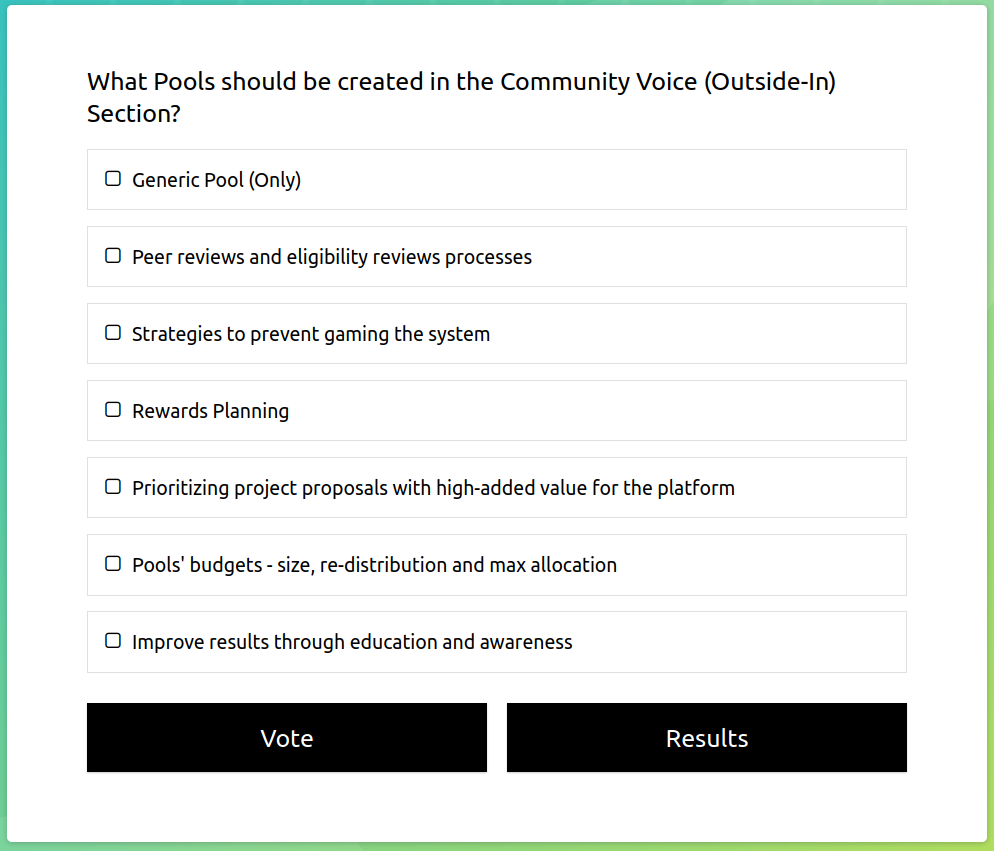 What Pools should be created in the Community Voice (Outside-In)
Section?
Generic Pool (Only)
Peer reviews and eligibility reviews processes
Strategies to prevent gaming the system
Rewards Planning
Prioritizing project proposals with high-added value for the platform
Pools' budgets - size, re-distribution and max allocation
Improve results through education and awareness
Vote
Results